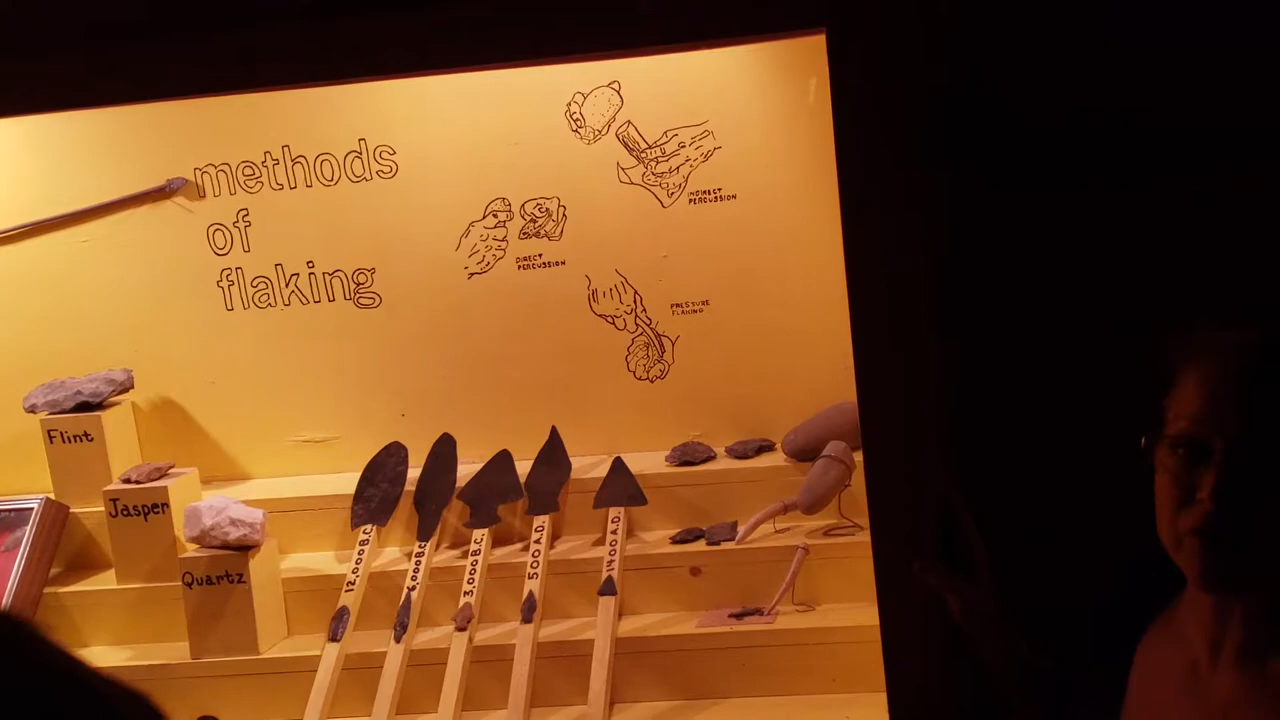 methods
of
flaking
INDIRECT
PERCUSSION
DIRECT
PERCUSSION
PRESSURE
FLAKING
Flint
Jasper
Quartz
12,000 B.C.
6,000 B.C.
3,000 B.C.
500 A.D.
1400 A.D.